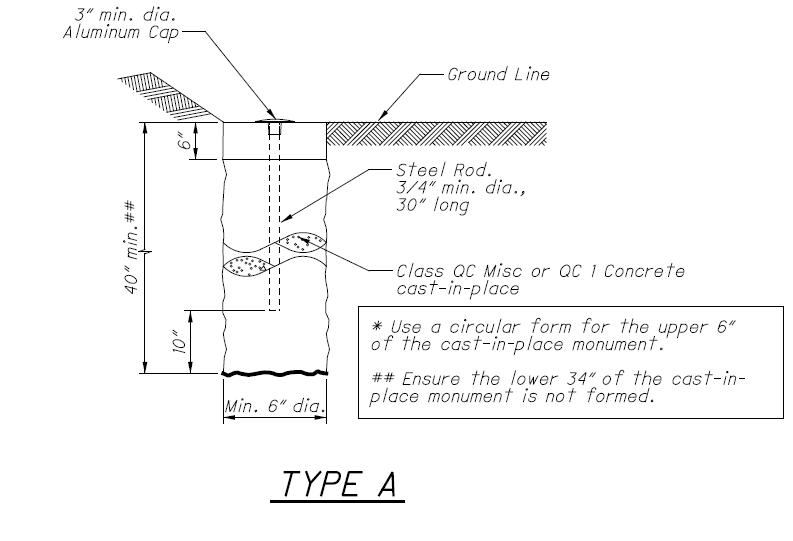 3" min. dia.
Aluminum Cap
Ground Line
6"
Steel Rod.
3/4" min. dia.,
30" long
40" min.##
Class QC Misc or QC 1 Concrete
cast-in-place
10"
* Use a circular form for the upper 6"
of the cast-in-place monument.
## Ensure the lower 34" of the cast-in-
place monument is not formed.
Min. 6" dia.
TYPE A